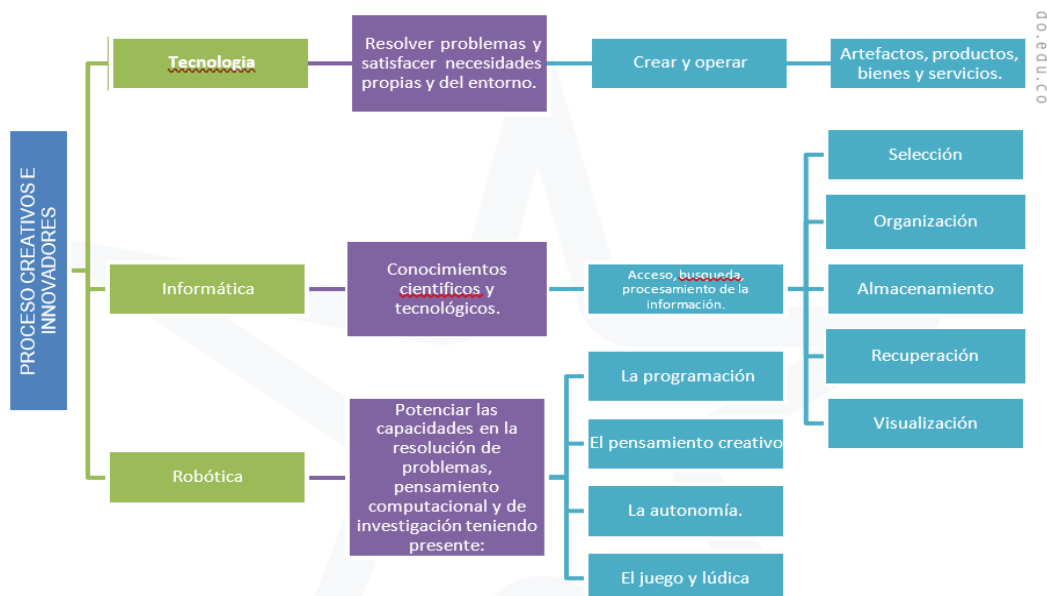 PROCESO CREATIVOS E
INNOVADORES
Tecnologia
Resolver problemas y
satisfacer necesidades
propias y del entorno.
Crear y operar
Artefactos, productos,
bienes y servicios.
Informática
Conocimientos
cientificos y
tecnológicos.
Acceso, busqueda,
procesamiento de la
información.
Selección
Organización
Almacenamiento
Recuperación
Visualización
Robótica
Potenciar las
capacidades en la
resolución de
problemas,
pensamiento
computacional y de
investigación teniendo
presente:
La programación
El pensamiento creativo
La autonomía.
El juego y lúdica
do.edu.co